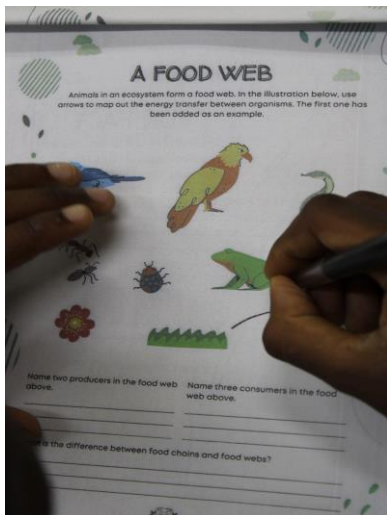 A FOOD WEB
Animals in an ecosystem form a food web. In the illustration below, use
arrows to map out the energy transfer between organisms. The first one has
been added as an example.
Name two producers in the food web
above.
Name three consumers in the food
web above.
is the difference between food chains and food webs?